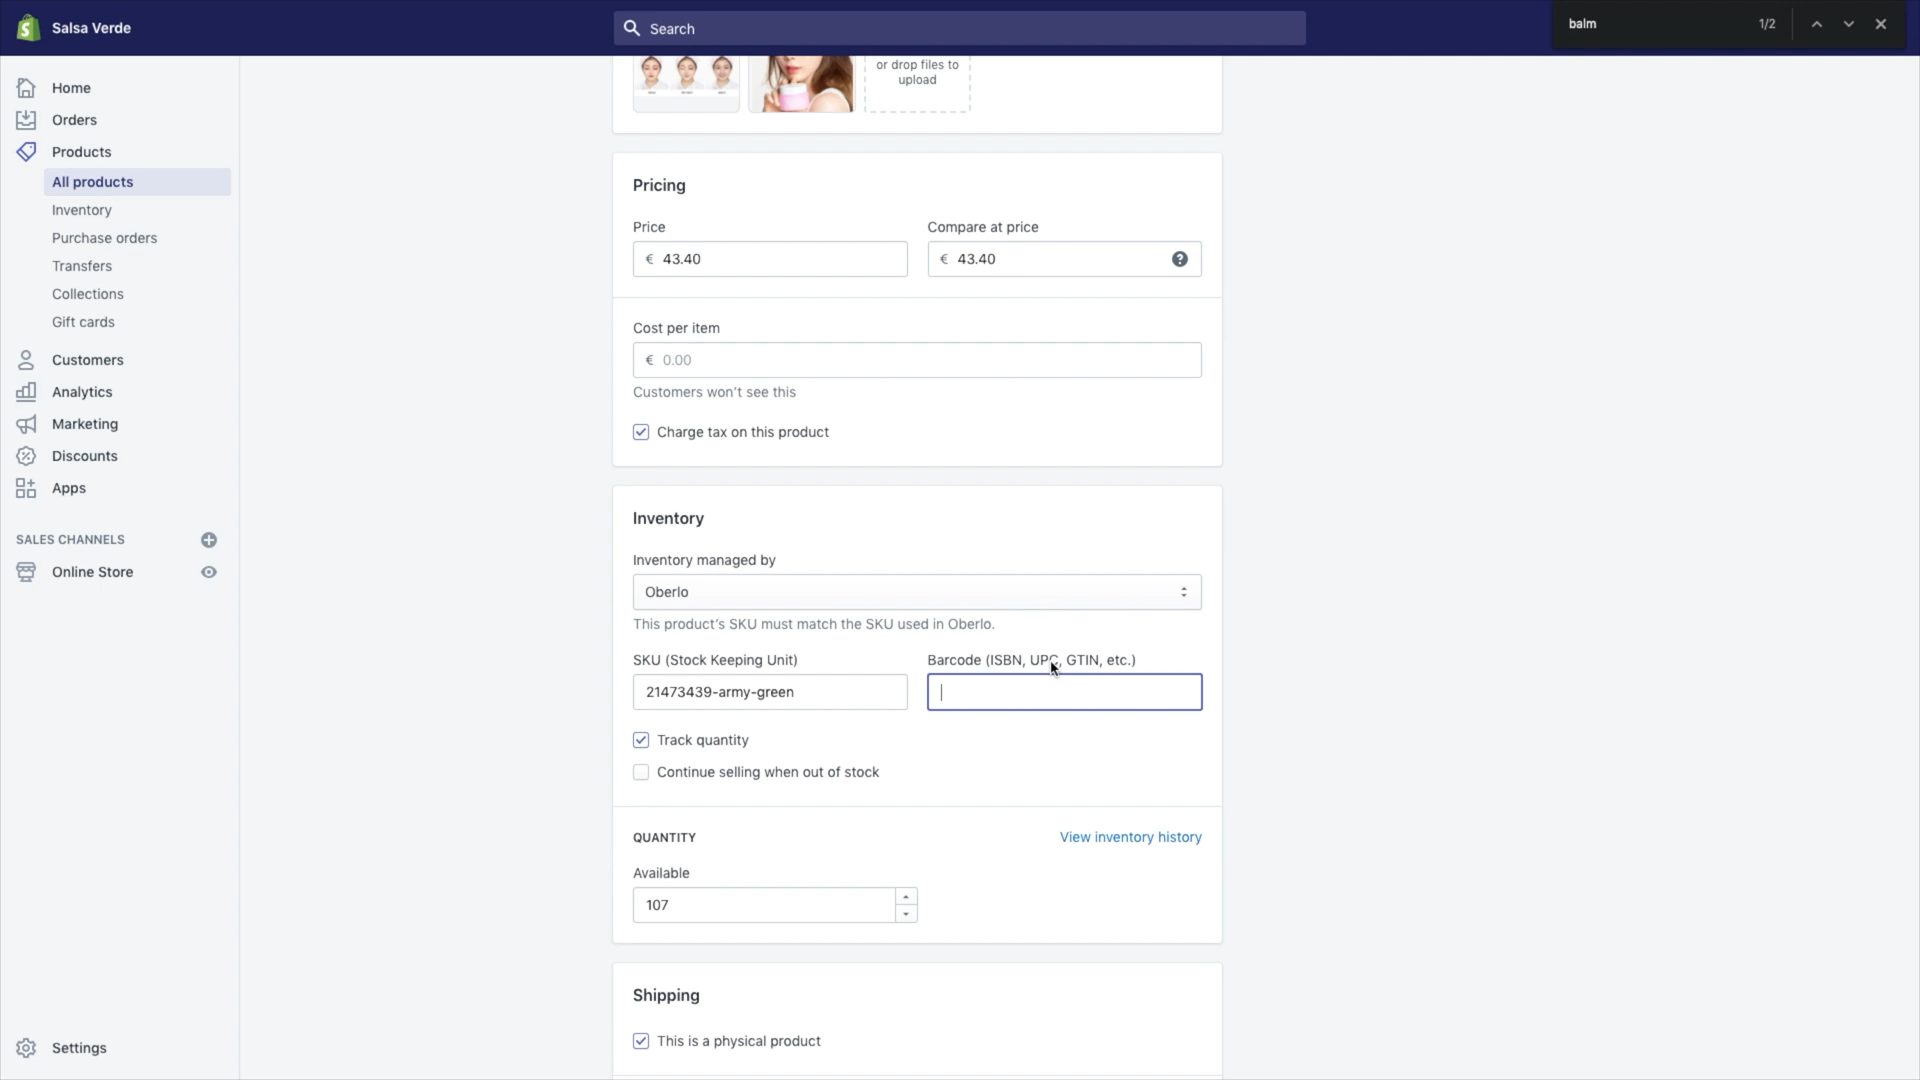 Salsa Verde
Search
balm
1/2
Home
Orders
Products
All products
Inventory
Purchase orders
Transfers
Collections
Gift cards
Customers
Analytics
Marketing
Discounts
Apps
SALES CHANNELS
Online Store
Settings
or drop files to
upload
Pricing
Price
Compare at price
€ 43.40
€ 43.40
?
Cost per item
€ 0.00
Customers won’t see this
Charge tax on this product
Inventory
Inventory managed by
Oberlo
This product’s SKU must match the SKU used in Oberlo.
SKU (Stock Keeping Unit)
Barcode (ISBN, UPC, GTIN, etc.)
21473439-army-green
Track quantity
Continue selling when out of stock
QUANTITY
View inventory history
Available
107
Shipping
This is a physical product